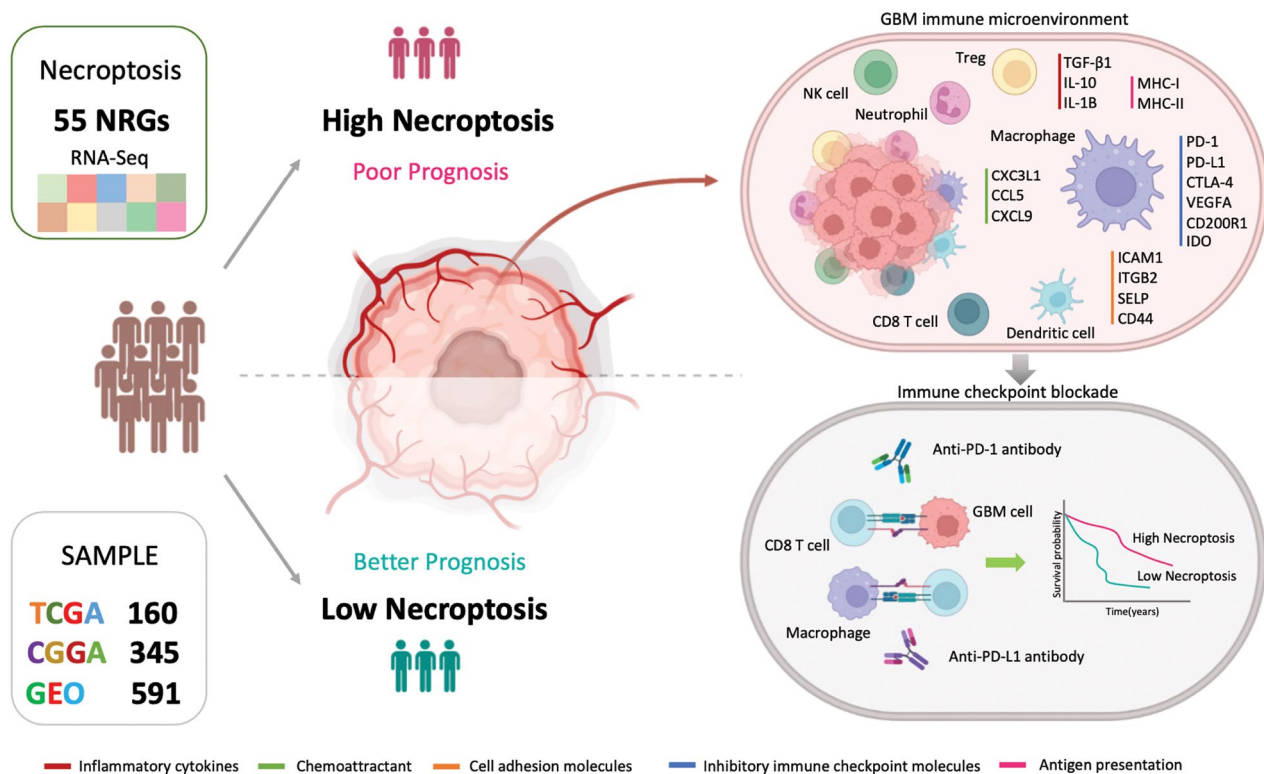 Necroptosis
55 NRGs
RNA-Seq
SAMPLE
TCGA 160
CGGA 345
GEO 591
High Necroptosis
Poor Prognosis
Better Prognosis
Low Necroptosis
GBM immune microenvironment
Treg
NK cell
Neutrophil
TGF-β1
IL-10
IL-1B
MHC-I
MHC-II
Macrophage
CXC3L1
CCL5
CXCL9
PD-1
PD-L1
CTLA-4
VEGFA
CD200R1
IDO
ICAM1
ITGB2
SELP
CD44
CD8 T cell
Dendritic cell
Immune checkpoint blockade
Anti-PD-1 antibody
GBM cell
CD8 T cell
Macrophage
Anti-PD-L1 antibody
Survival probability
High Necroptosis
Low Necroptosis
Time(years)
Inflammatory cytokines
Chemoattractant
Cell adhesion molecules
Inhibitory immune checkpoint molecules
Antigen presentation